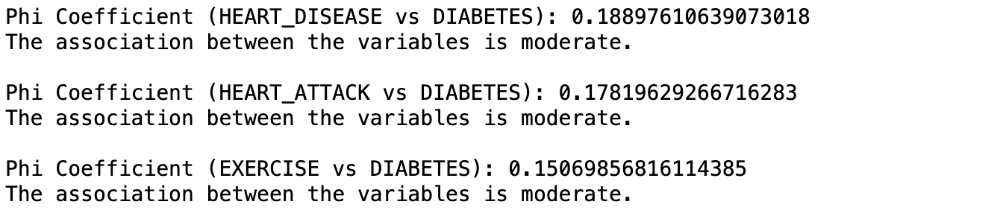 Phi Coefficient (HEART_DISEASE vs DIABETES): 0.18897610639073018
The association between the variables is moderate.
Phi Coefficient (HEART_ATTACK vs DIABETES): 0.17819629266716283
The association between the variables is moderate.
Phi Coefficient (EXERCISE vs DIABETES): 0.15069856816114385
The association between the variables is moderate.